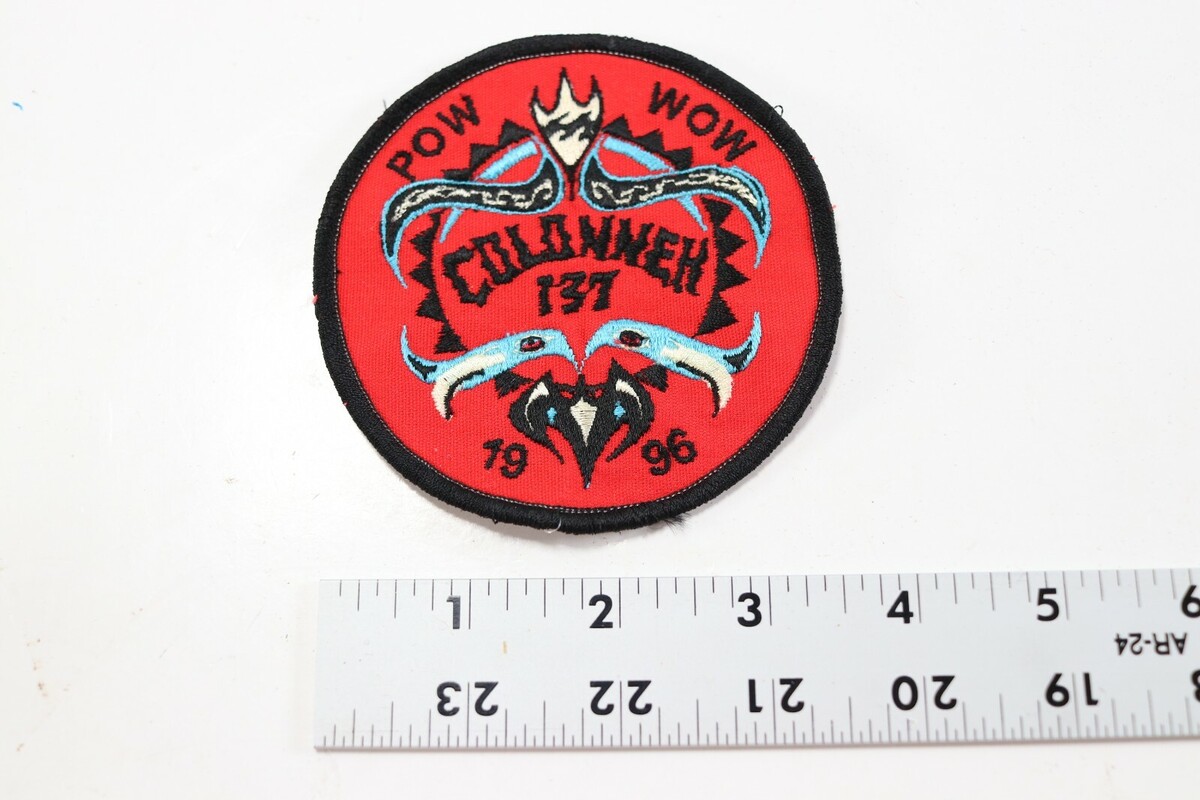 POW WOW
COLONNEH
137
19 96
1 2 3 4 5 6
AR-24
23 22 21 20 19